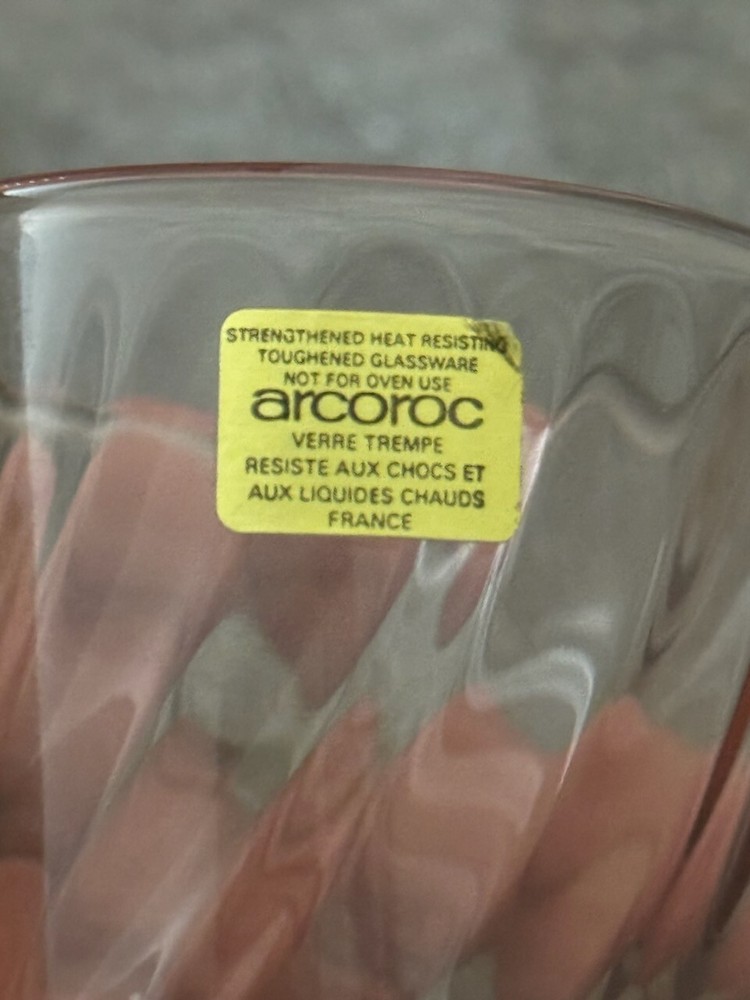 STRENGTHENED HEAT RESISTING
TOUGHENED GLASSWARE
NOT FOR OVEN USE
arcoroc
VERRE TREMPE
RESISTE AUX CHOCS ET
AUX LIQUIDES CHAUDS
FRANCE